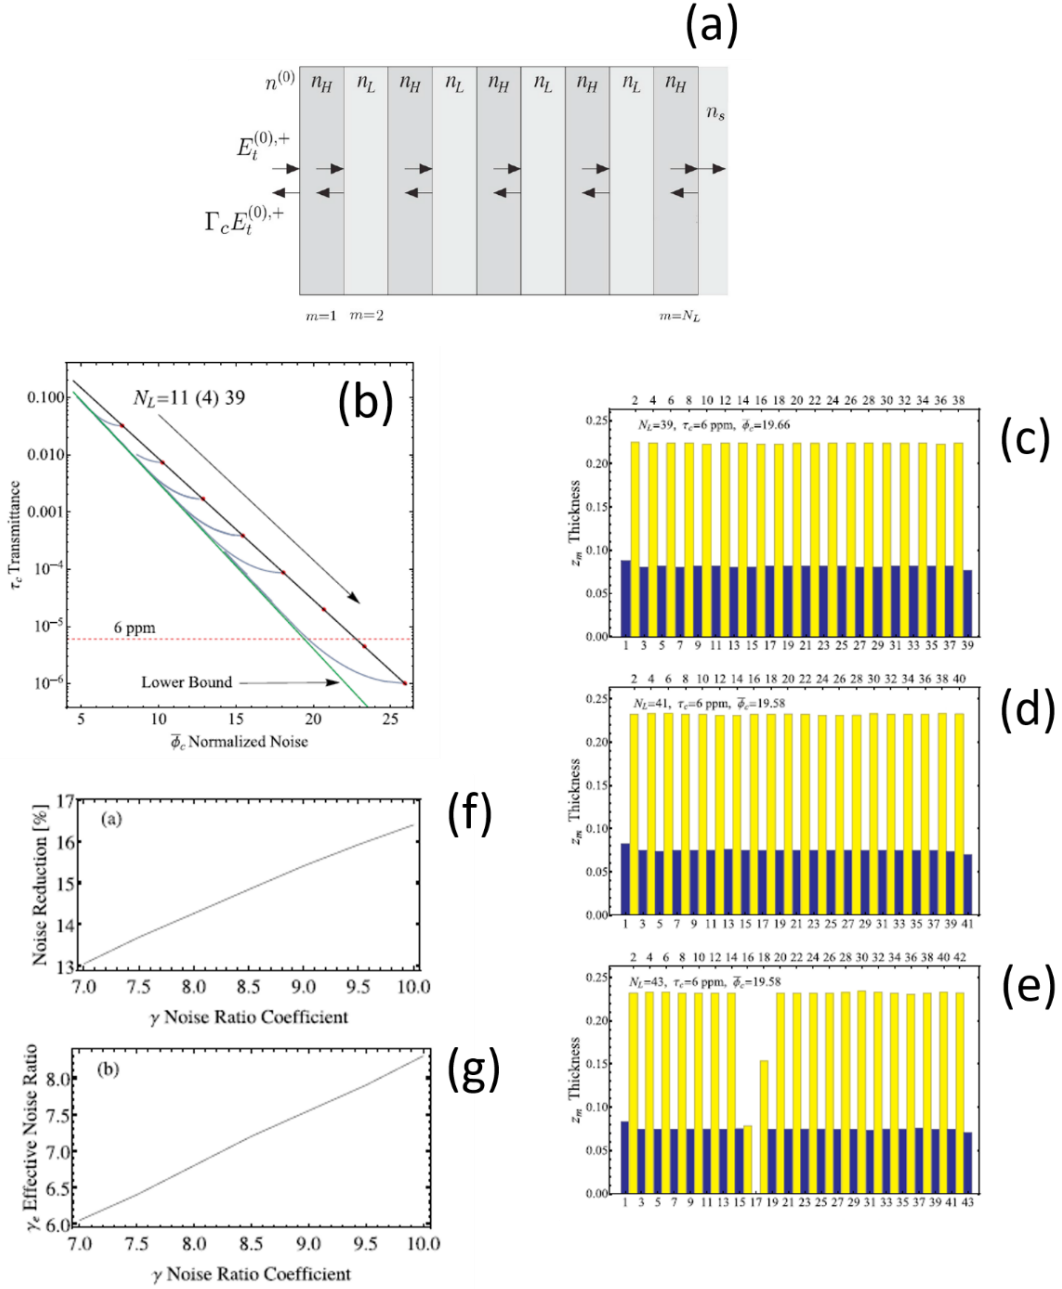 (a)
n^(0) n_H n_L n_H n_L n_H n_L n_H n_L n_H
n_s
E_t^(0),+
Γ_c E_t^(0),+
m=1 m=2 m=N_L
(b)
N_L=11 (4) 39
0.100
0.010
0.001
10^-4
10^-5
10^-6
τ_c Transmittance
6 ppm
Lower Bound
5 10 15 20 25
ϕ̅_c Normalized Noise
(c)
2 4 6 8 10 12 14 16 18 20 22 24 26 28 30 32 34 36 38
N_L=39, τ_c=6 ppm, ϕ̅_c=19.66
0.25
0.20
0.15
0.10
0.05
0.00
z_m Thickness
1 3 5 7 9 11 13 15 17 19 21 23 25 27 29 31 33 35 37 39
(d)
2 4 6 8 10 12 14 16 18 20 22 24 26 28 30 32 34 36 38 40
N_L=41, τ_c=6 ppm, ϕ̅_c=19.58
0.25
0.20
0.15
0.10
0.05
0.00
z_m Thickness
1 3 5 7 9 11 13 15 17 19 21 23 25 27 29 31 33 35 37 39 41
(e)
2 4 6 8 10 12 14 16 18 20 22 24 26 28 30 32 34 36 38 40 42
N_L=43, τ_c=6 ppm, ϕ̅_c=19.58
0.25
0.20
0.15
0.10
0.05
0.00
z_m Thickness
1 3 5 7 9 11 13 15 17 19 21 23 25 27 29 31 33 35 37 39 41 43
(f)
(a)
17
16
15
14
13
Noise Reduction [%]
7.0 7.5 8.0 8.5 9.0 9.5 10.0
γ Noise Ratio Coefficient
(g)
(b)
8.0
7.5
7.0
6.5
6.0
γ_e Effective Noise Ratio
7.0 7.5 8.0 8.5 9.0 9.5 10.0
γ Noise Ratio Coefficient